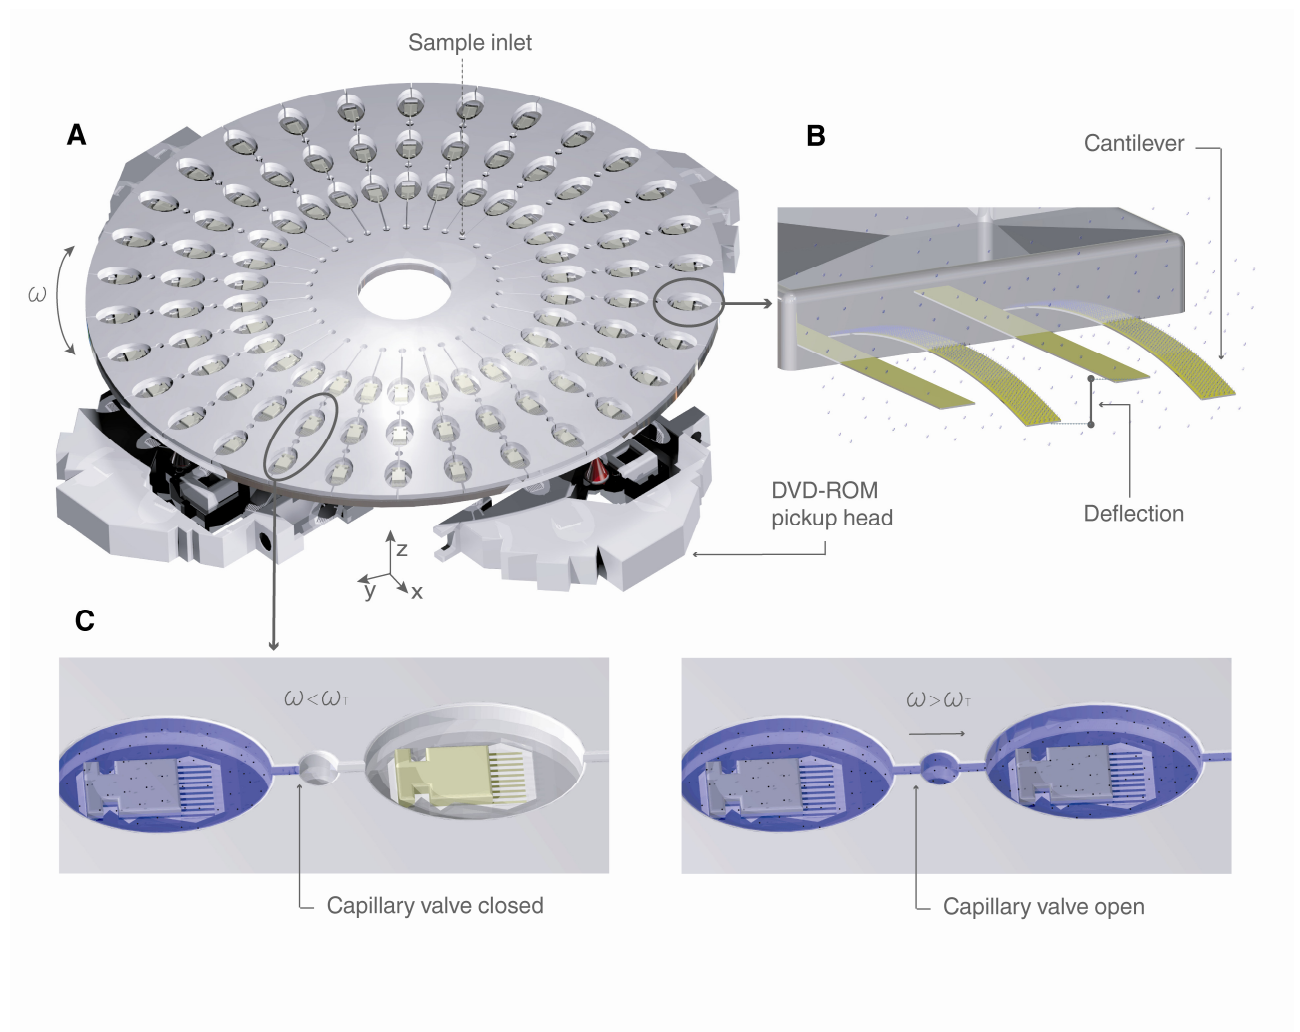 Sample inlet
A
B
Cantilever
ω
DVD-ROM
pickup head
Deflection
z
y
x
C
ω<ωT
ω>ωT
Capillary valve closed
Capillary valve open